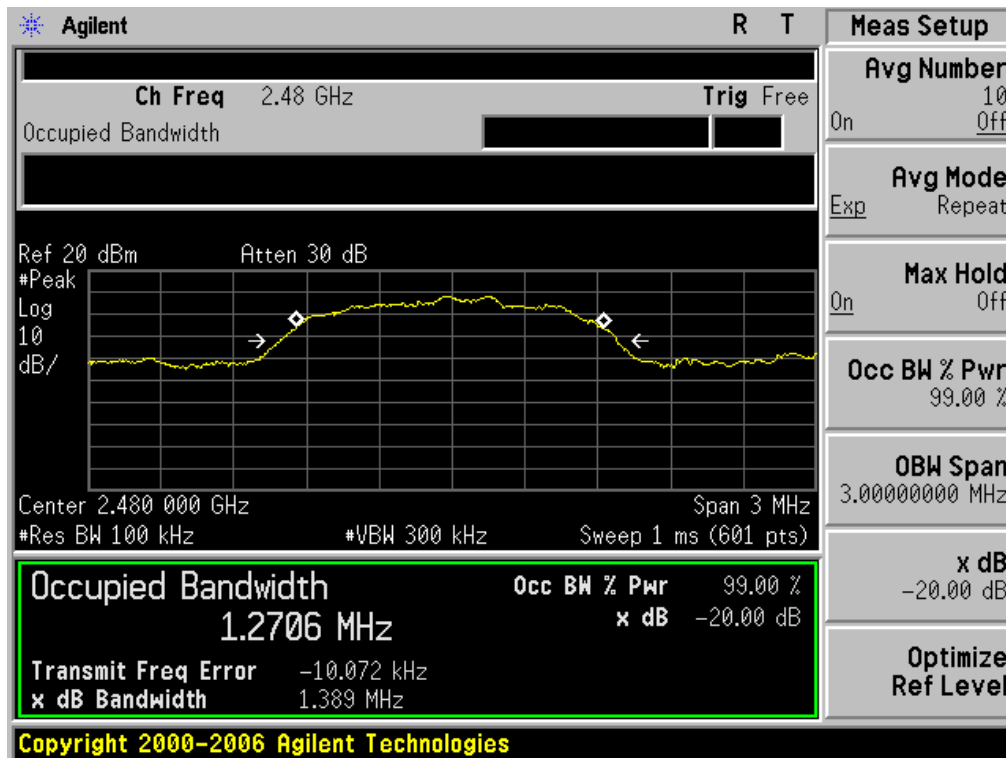 Agilent R T
Ch Freq 2.48 GHz Trig Free
Occupied Bandwidth
Ref 20 dBm Atten 30 dB
#Peak
Log
10
dB/
Center 2.480 000 GHz Span 3 MHz
#Res BW 100 kHz #VBW 300 kHz Sweep 1 ms (601 pts)
Occupied Bandwidth Occ BW % Pwr 99.00 %
1.2706 MHz x dB -20.00 dB
Transmit Freq Error -10.072 kHz
x dB Bandwidth 1.389 MHz
Copyright 2000-2006 Agilent Technologies
Meas Setup
Avg Number
10
On Off
Avg Mode
Exp Repeat
Max Hold
On Off
Occ BW % Pwr
99.00 %
OBW Span
3.00000000 MHz
x dB
-20.00 dB
Optimize
Ref Level